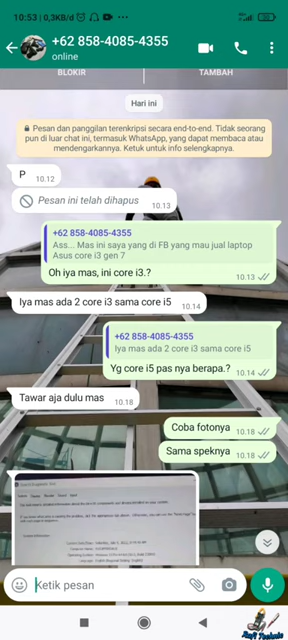 10:53 | 0,3KB/d
+62 858-4085-4355
online
BLOKIR
TAMBAH
Hari ini
Pesan dan panggilan terenkripsi secara end-to-end. Tidak seorang
pun di luar chat ini, termasuk WhatsApp, yang dapat membaca atau
mendengarkannya. Ketuk untuk info selengkapnya.
P
10.12
Pesan ini telah dihapus
10.13
+62 858-4085-4355
Ass... Mas ini saya yang di FB yang mau jual laptop
Asus core i3 gen 7
Oh iya mas, ini core i3.?
10.13
Iya mas ada 2 core i3 sama core i5
10.14
+62 858-4085-4355
Iya mas ada 2 core i3 sama core i5
Yg core i5 pas nya berapa.?
10.14
Tawar aja dulu mas
10.18
Coba fotonya
10.18
Sama speknya
10.18
Ketik pesan